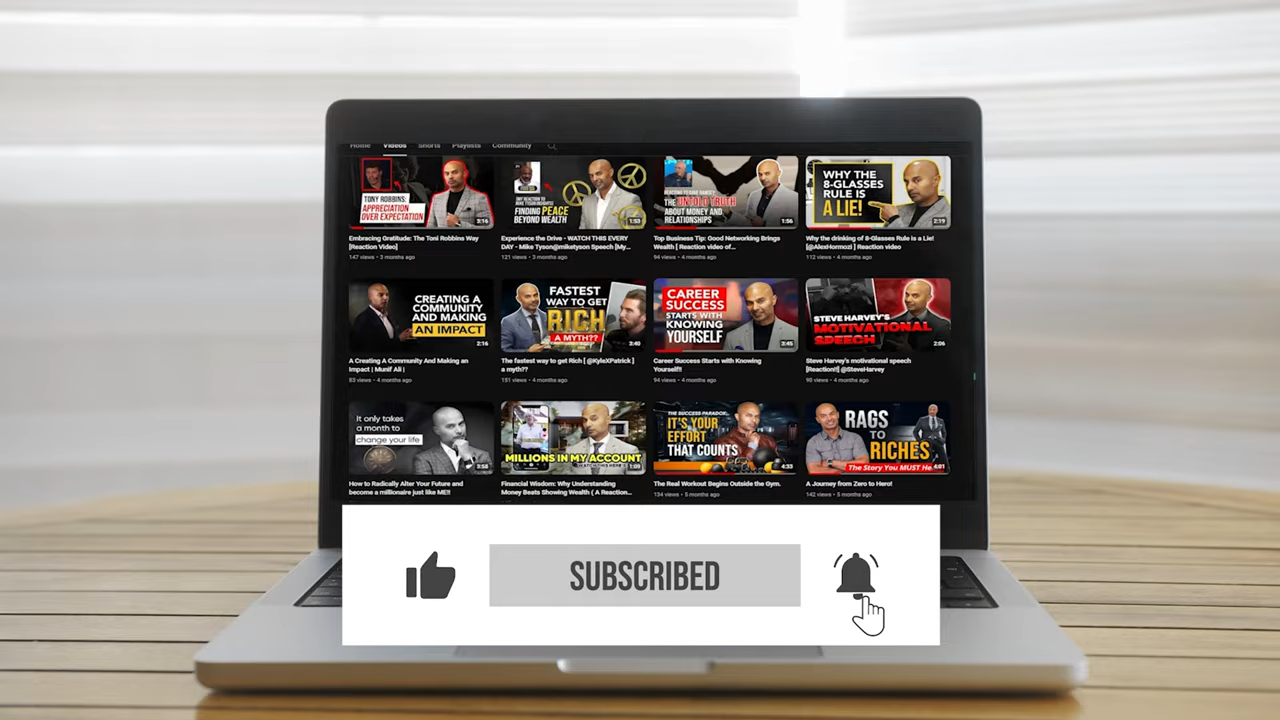 Home Videos Shorts Playlists Community
TONY ROBBINS:
APPRECIATION
OVER EXPECTATION
3:16
FINDING PEACE
BEYOND WEALTH
1:53
THE UNTOLD TRUTH
ABOUT MONEY AND
RELATIONSHIPS
1:56
WHY THE
8-GLASSES
RULE IS
A LIE!
2:19
Embracing Gratitude: The Toni Robbins Way
[Reaction Video]
147 views • 3 months ago
Experience the Drive - WATCH THIS EVERY
DAY - Mike Tyson@miketyson Speech [My...
121 views • 3 months ago
Top Business Tip: Good Networking Brings
Wealth [ Reaction video of...
94 views • 4 months ago
Why the drinking of 8-Glasses Rule is a Lie!
[@AlexHormozi ] Reaction video
112 views • 4 months ago
CREATING A
COMMUNITY
AND MAKING
AN IMPACT
2:16
FASTEST
WAY TO GET
RICH
A MYTH??
3:40
CAREER
SUCCESS
STARTS WITH
KNOWING
YOURSELF
3:45
STEVE HARVEY'S
MOTIVATIONAL
SPEECH
2:06
A Creating A Community And Making an
Impact | Munif Ali |
83 views • 4 months ago
The fastest way to get Rich [ @KyleXPatrick ]
a myth??
151 views • 4 months ago
Career Success Starts with Knowing
Yourself!!
94 views • 4 months ago
Steve Harvey's motivational speech
[Reaction!!] @SteveHarvey
90 views • 4 months ago
It only takes
a month to
change your life
3:58
MILLIONS IN MY ACCOUNT
1:09
THE SUCCESS PARADOX:
IT'S YOUR
EFFORT
THAT COUNTS
4:33
RAGS
TO
RICHES
The Story You MUST He
4:01
How to Radically Alter Your Future and
become a millionaire just like ME!!
Financial Wisdom: Why Understanding
Money Beats Showing Wealth ( A Reaction...
The Real Workout Begins Outside the Gym.
134 views • 5 months ago
A Journey from Zero to Hero!
142 views • 5 months ago
SUBSCRIBED